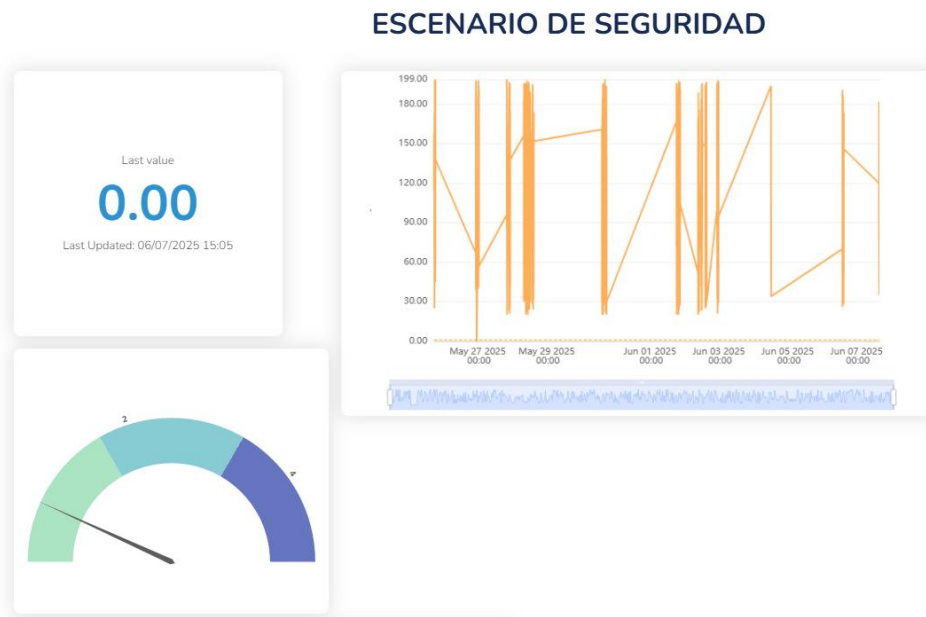 ESCENARIO DE SEGURIDAD
Last value
0.00
Last Updated: 06/07/2025 15:05
199.00
180.00
150.00
120.00
90.00
60.00
30.00
0.00
May 27 2025 May 29 2025 Jun 01 2025 Jun 03 2025 Jun 05 2025 Jun 07 2025
00:00 00:00 00:00 00:00 00:00 00:00
2
4